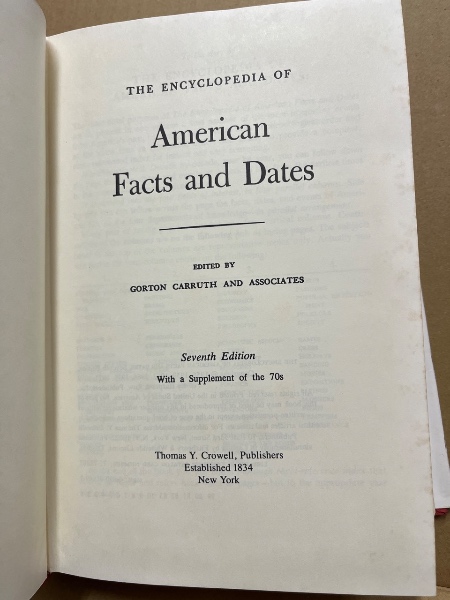 THE ENCYCLOPEDIA OF
American
Facts and Dates
EDITED BY
GORTON CARRUTH AND ASSOCIATES
Seventh Edition
With a Supplement of the 70s
Thomas Y. Crowell, Publishers
Established 1834
New York